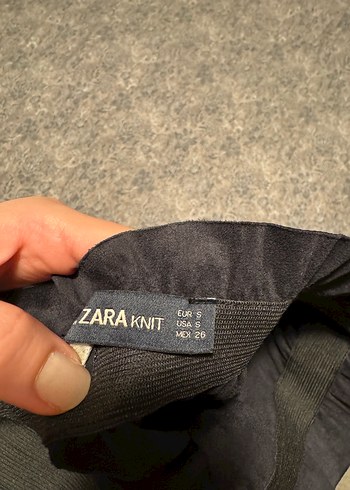 ZARA KNIT
EUR S
USA S
MEX 26